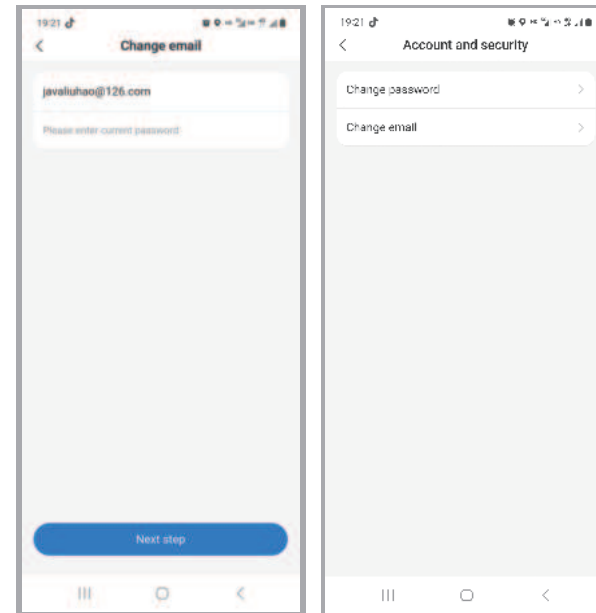 19:21
Change email
javaliuhao@126.com
Please enter current password
Next step
19:21
Account and security
Change password
Change email